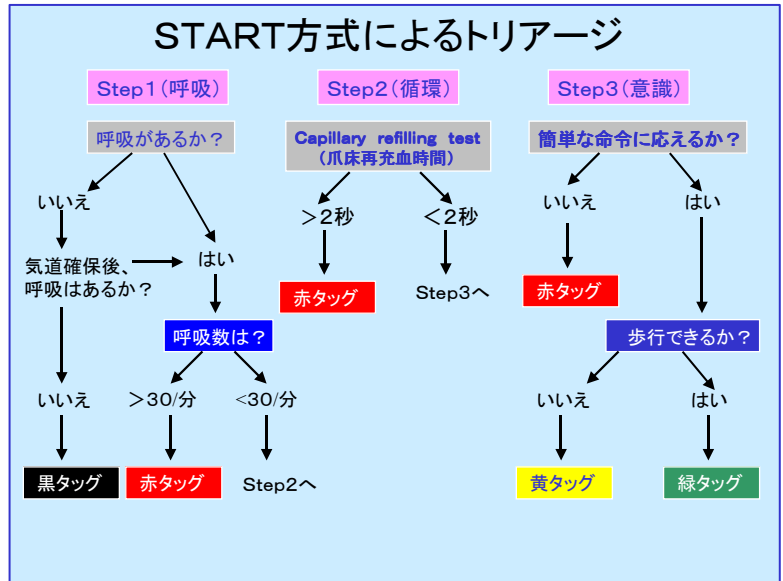 START方式によるトリアージ
Step1(呼吸)
呼吸があるか?
いいえ
気道確保後、
呼吸はあるか?
はい
呼吸数は?
いいえ
>30/分
<30/分
黒タッグ
赤タッグ
Step2へ
Step2(循環)
Capillary refilling test
(爪床再充血時間)
>2秒
<2秒
赤タッグ
Step3へ
Step3(意識)
簡単な命令に応えるか?
いいえ
はい
赤タッグ
歩行できるか?
いいえ
はい
黄タッグ
緑タッグ